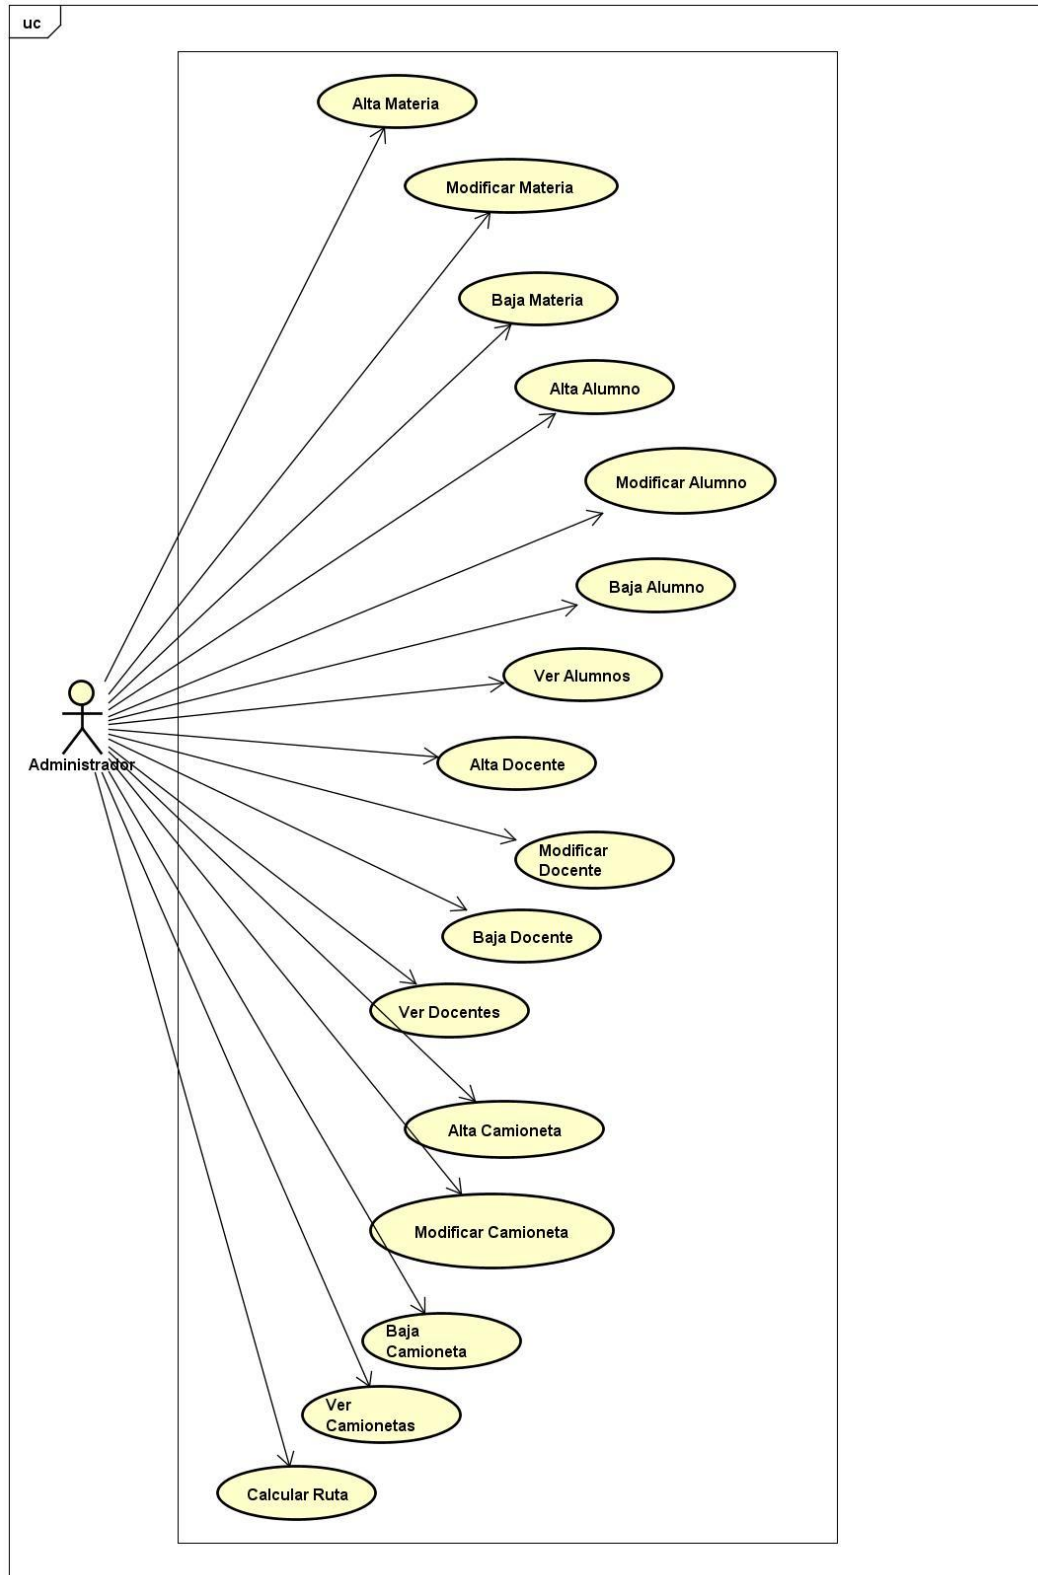 uc
Alta Materia
Modificar Materia
Baja Materia
Alta Alumno
Modificar Alumno
Baja Alumno
Ver Alumnos
Administrador
Alta Docente
Modificar
Docente
Baja Docente
Ver Docentes
Alta Camioneta
Modificar Camioneta
Baja
Camioneta
Ver
Camionetas
Calcular Ruta